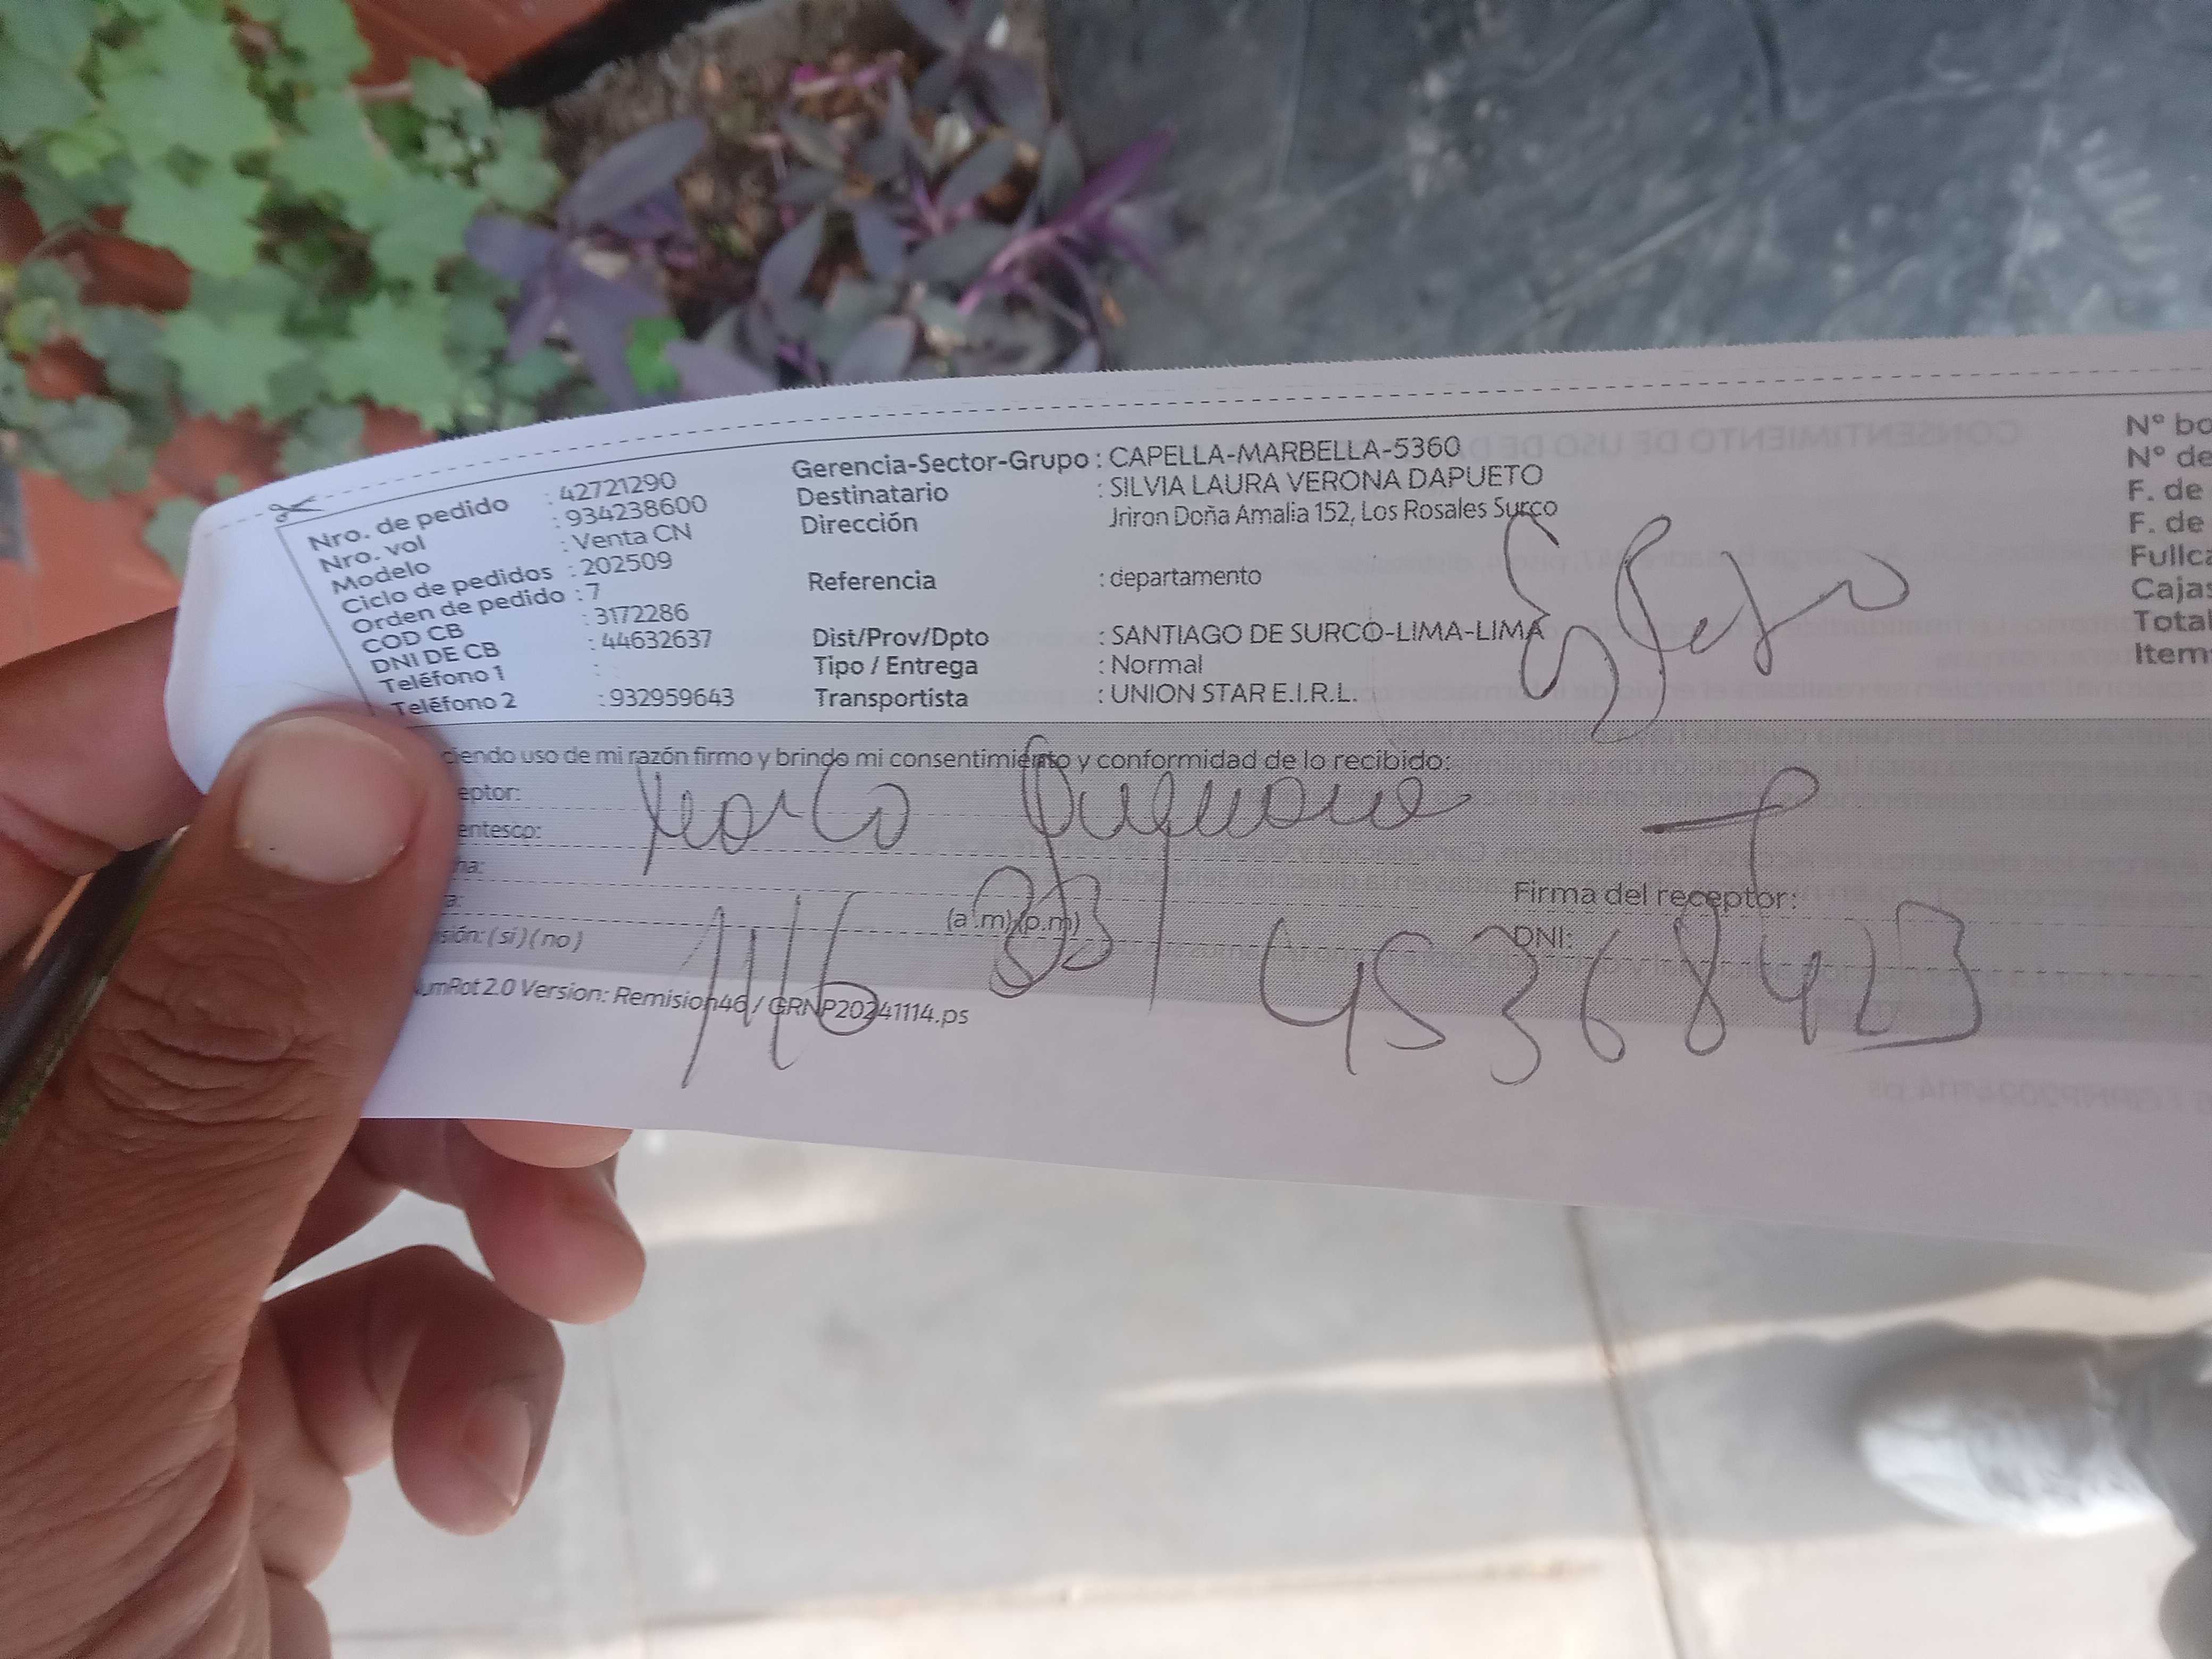 Nro. de pedido : 42721290
Nro. vol : 934238600
Modelo : Venta CN
Ciclo de pedidos : 202509
Orden de pedido : 7
COD CB : 3172286
DNI DE CB : 44632637
Teléfono 1 :
Teléfono 2 : 932959643
Gerencia-Sector-Grupo : CAPELLA-MARBELLA-5360
Destinatario : SILVIA LAURA VERONA DAPUETO
Dirección Jriron Doña Amalia 152, Los Rosales Surco
Referencia : departamento
Dist/Prov/Dpto : SANTIAGO DE SURCO-LIMA-LIMA
Tipo / Entrega : Normal
Transportista : UNION STAR E.I.R.L.
Nº bo
Nº de
F. de
F. de
Fullca
Cajas
Total
Item
ciendo uso de mi razón firmo y brindo mi consentimiento y conformidad de lo recibido:
eptor: Marco
entesco:
na:
a: (a.m)(p.m)
sión: (si) (no)
Firma del receptor:
DNI: 45368423
umRot 2.0 Version: Remision46 / GRNP20241114.ps